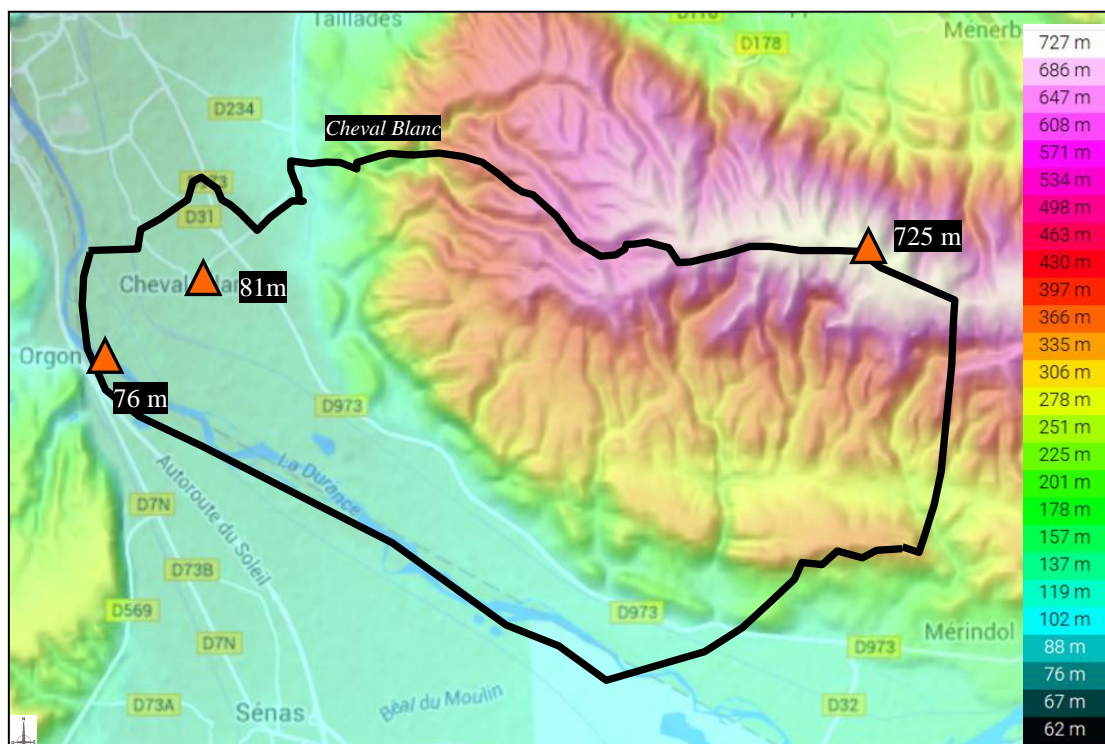 Taillades
Ménerb
D178
D234
Cheval Blanc
D31
725 m
Cheval
81m
Orgon
76 m
D973
La Durance
Autoroute du Soleil
D7N
D73B
D569
D973
D7N
Mérindol
D973
D73A
Sénas
Béal du Moulin
D32
727 m
686 m
647 m
608 m
571 m
534 m
498 m
463 m
430 m
397 m
366 m
335 m
306 m
278 m
251 m
225 m
201 m
178 m
157 m
137 m
119 m
102 m
88 m
76 m
67 m
62 m